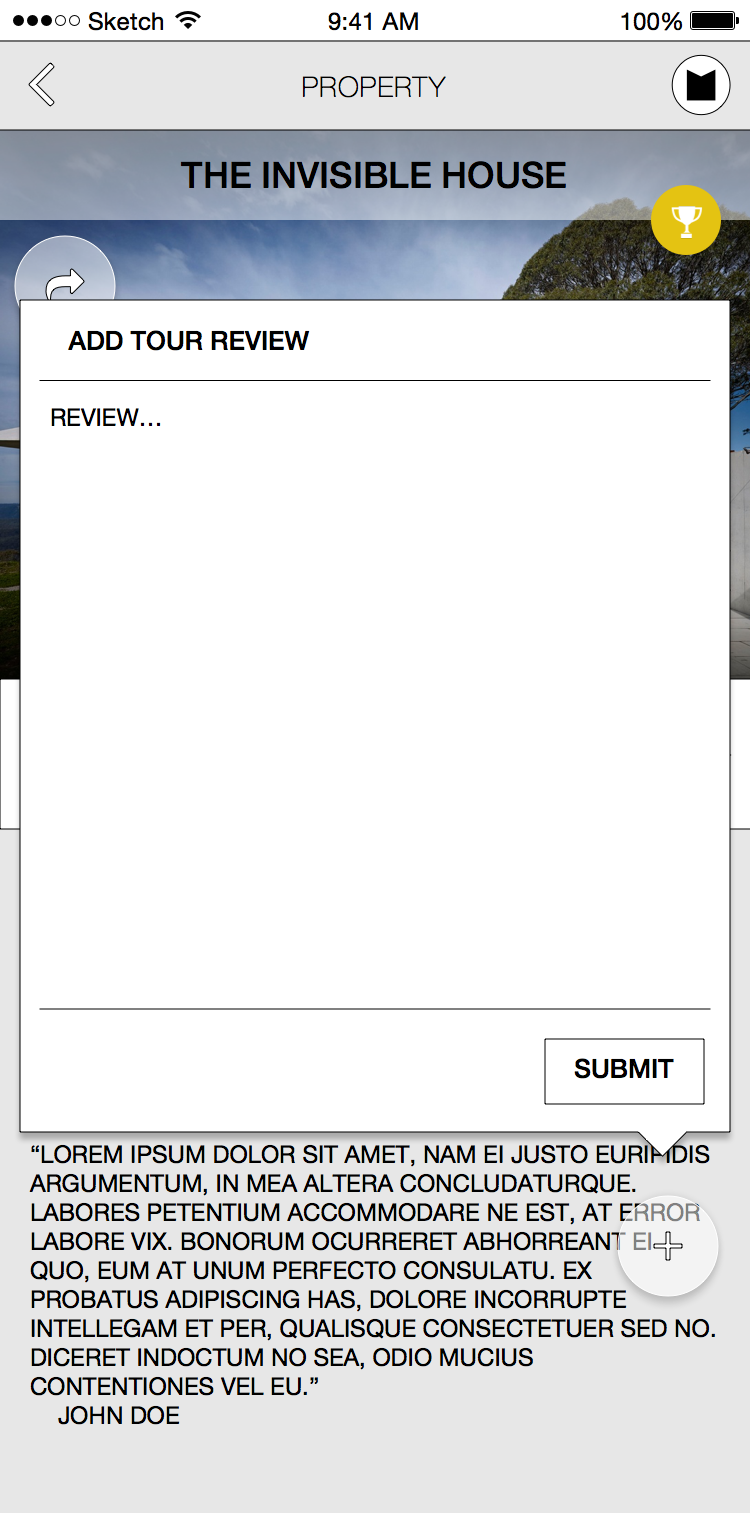 Sketch 9:41 AM 100%
PROPERTY
THE INVISIBLE HOUSE
ADD TOUR REVIEW
REVIEW…
SUBMIT
“LOREM IPSUM DOLOR SIT AMET, NAM EI JUSTO EURIPIDIS
ARGUMENTUM, IN MEA ALTERA CONCLUDATURQUE.
LABORES PETENTIUM ACCOMMODARE NE EST, AT ERROR
LABORE VIX. BONORUM OCURRERET ABHORREANT EI
QUO, EUM AT UNUM PERFECTO CONSULATU. EX
PROBATUS ADIPISCING HAS, DOLORE INCORRUPTE
INTELLEGAM ET PER, QUALISQUE CONSECTETUER SED NO.
DICERET INDOCTUM NO SEA, ODIO MUCIUS
CONTENTIONES VEL EU.”
JOHN DOE